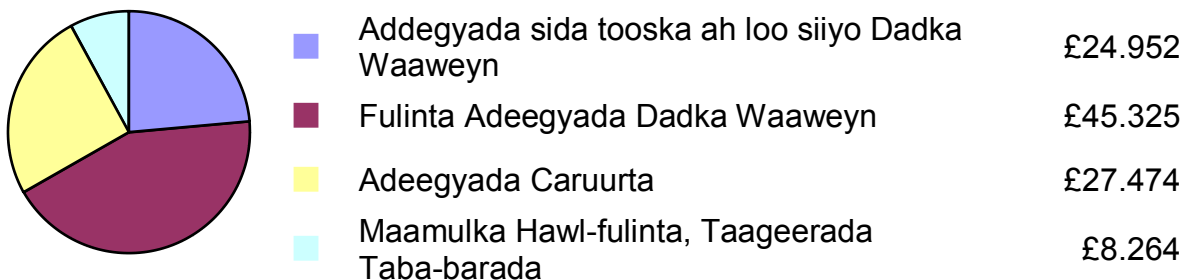 Addegyada sida tooska ah loo siiyo Dadka
Waaweyn £24.952
Fulinta Adeegyada Dadka Waaweyn £45.325
Adeegyada Caruurta £27.474
Maamulka Hawl-fulinta, Taageerada
Taba-barada £8.264